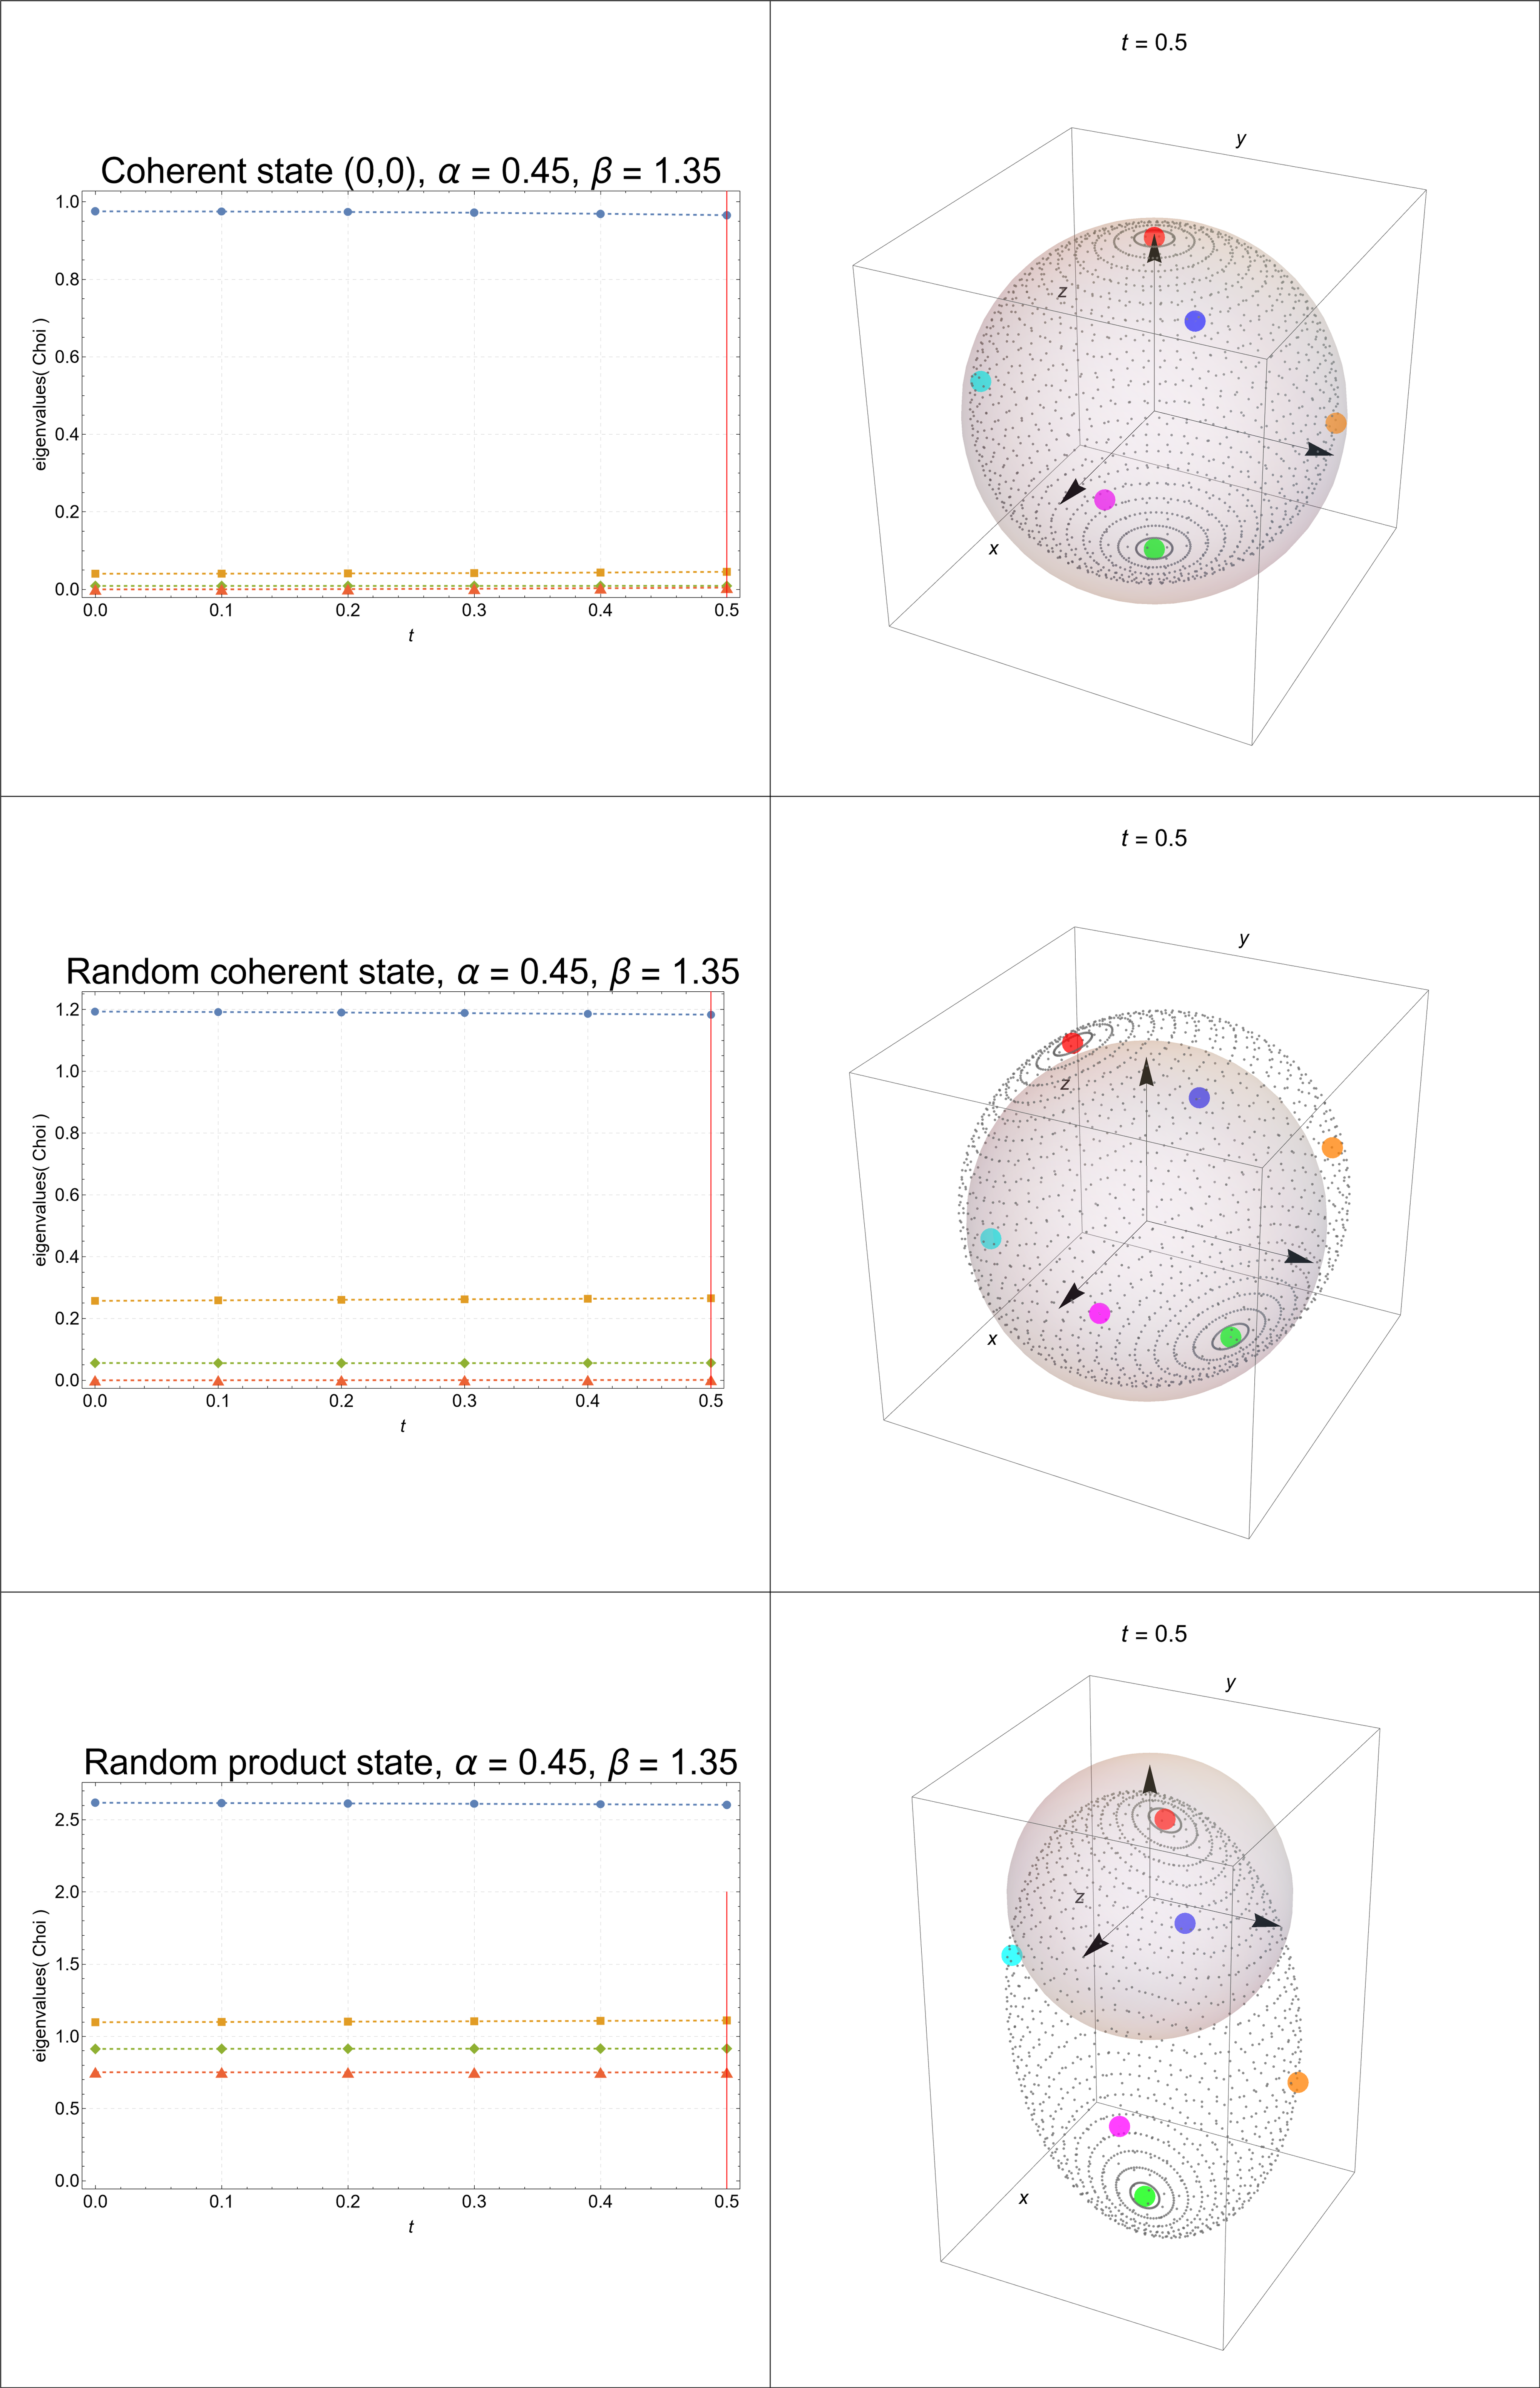 Coherent state (0,0), α = 0.45, β = 1.35
eigenvalues( Choi )
1.0
0.8
0.6
0.4
0.2
0.0
0.0 0.1 0.2 0.3 0.4 0.5
t
t = 0.5
y
z
x
Random coherent state, α = 0.45, β = 1.35
eigenvalues( Choi )
1.2
1.0
0.8
0.6
0.4
0.2
0.0
0.0 0.1 0.2 0.3 0.4 0.5
t
t = 0.5
y
z
x
Random product state, α = 0.45, β = 1.35
eigenvalues( Choi )
2.5
2.0
1.5
1.0
0.5
0.0
0.0 0.1 0.2 0.3 0.4 0.5
t
t = 0.5
y
z
x